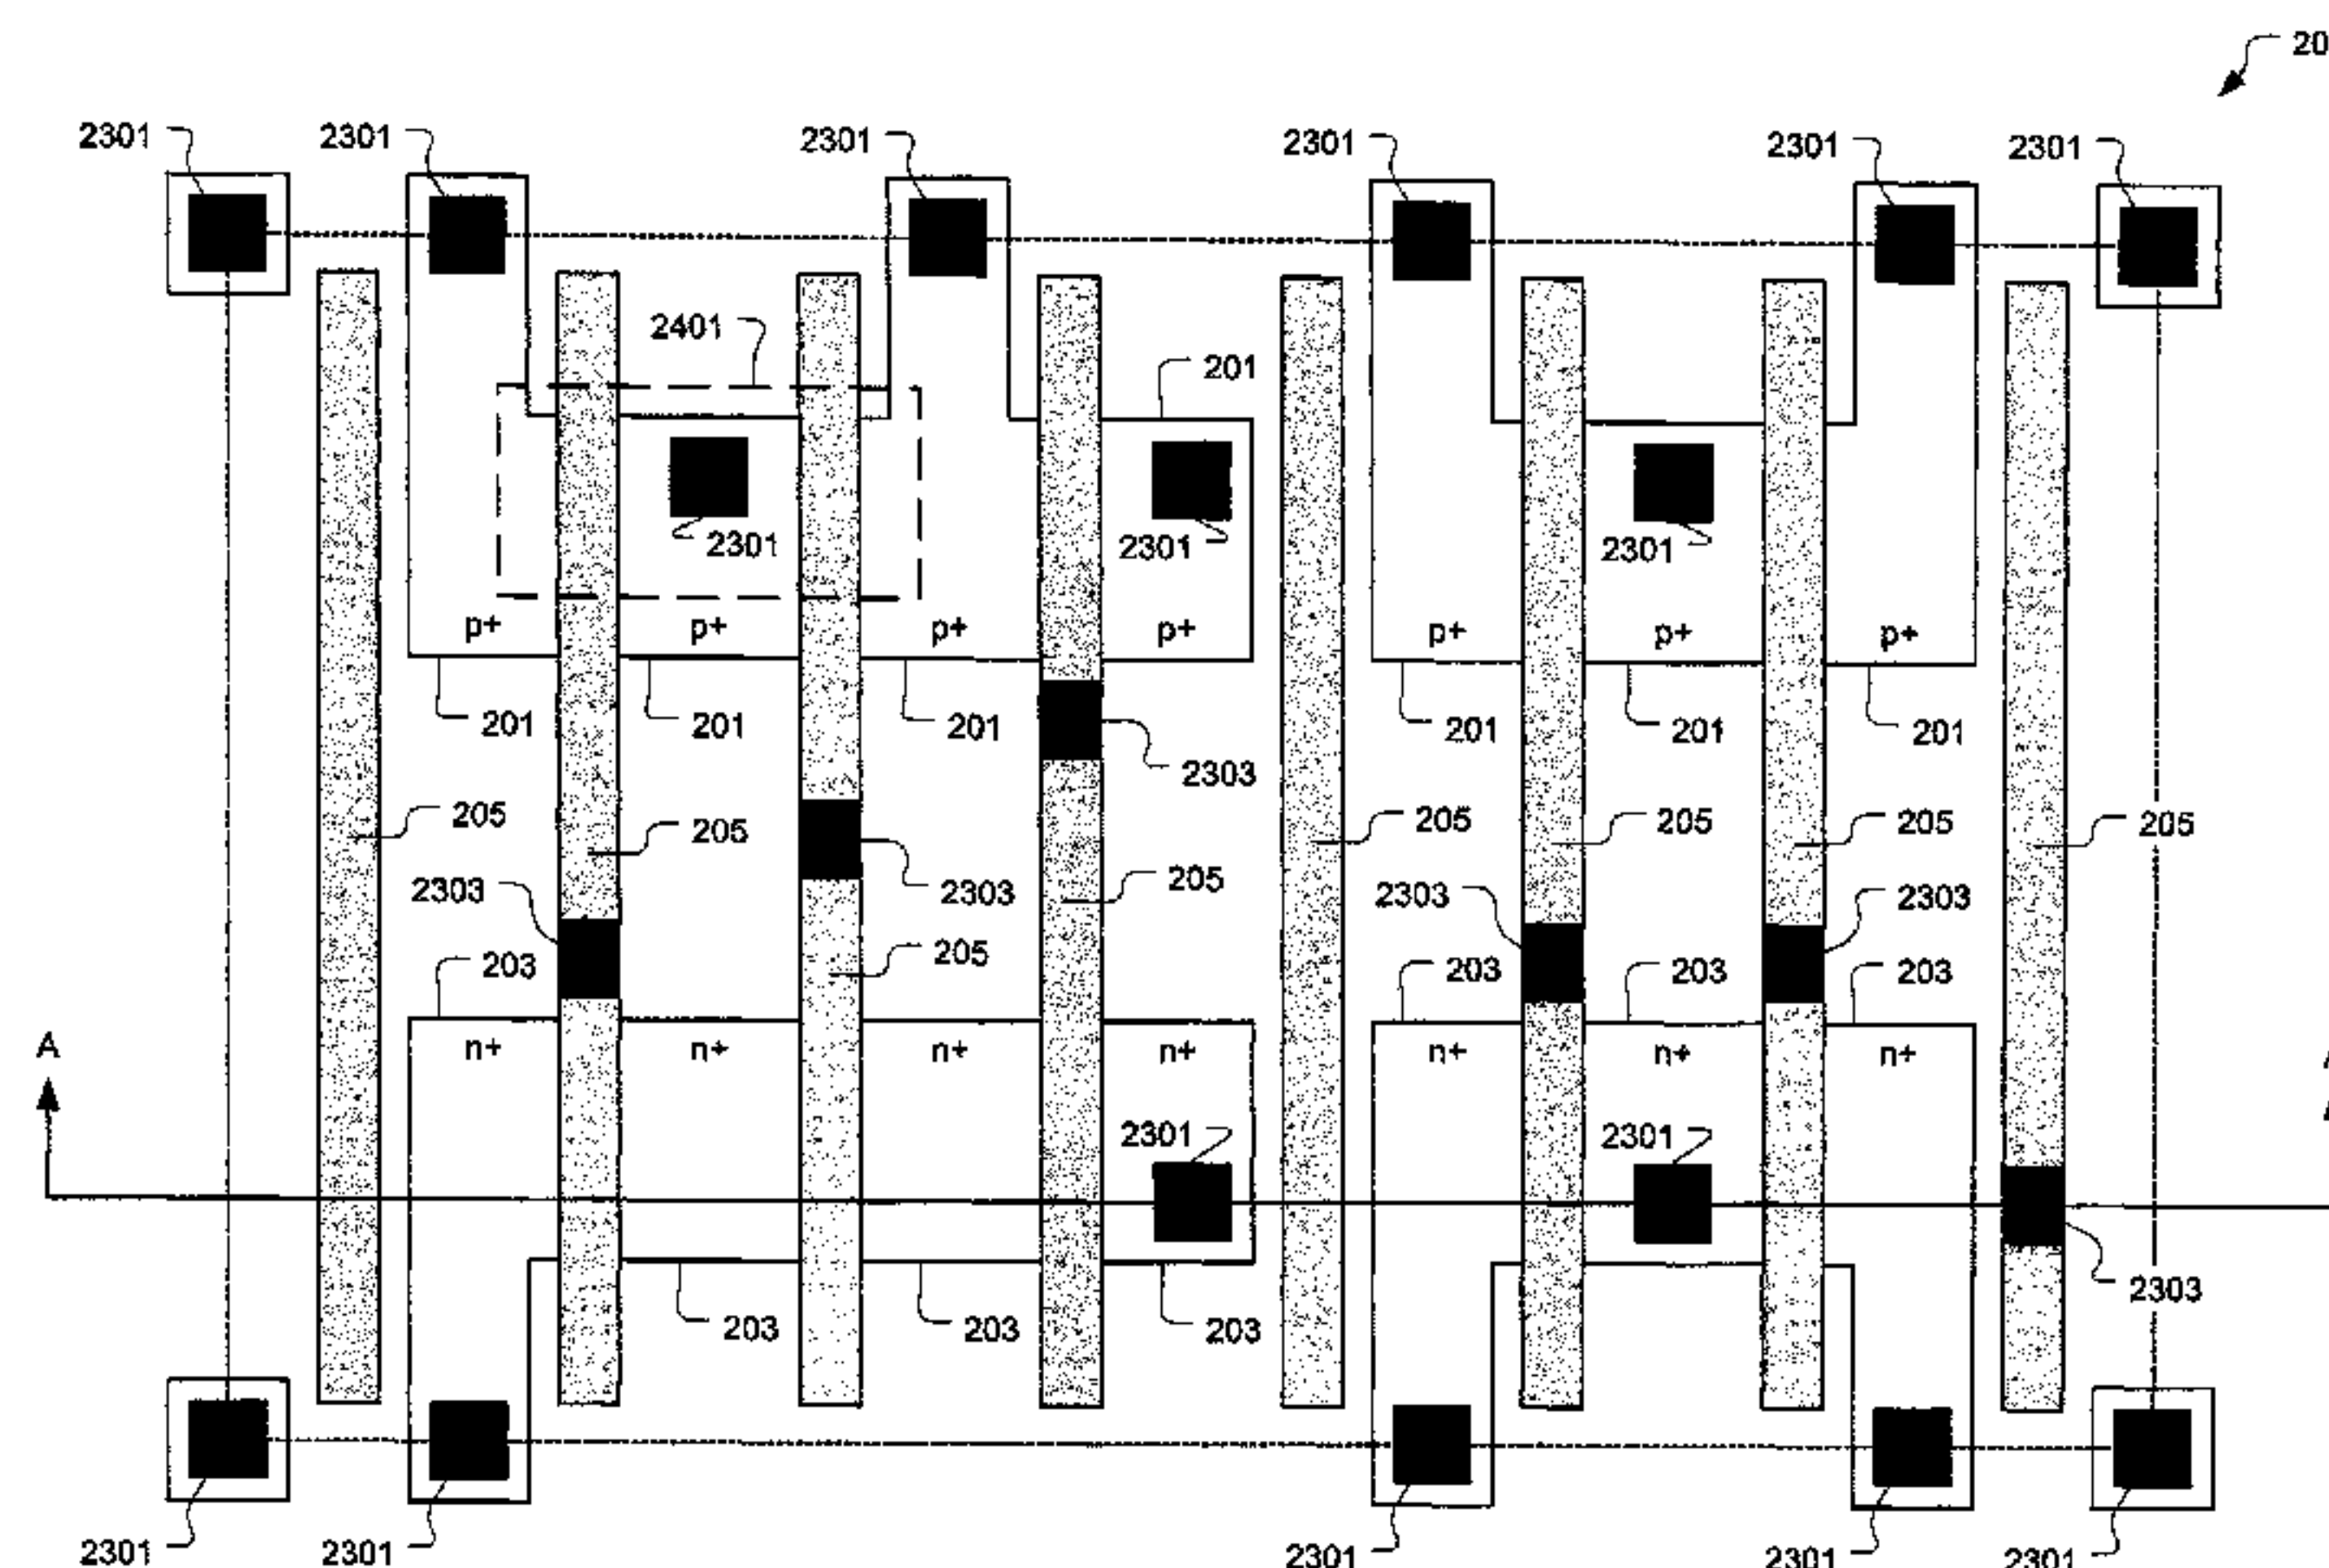 20
2301 2301 2301 2301 2301 2301
2401
201
2301 2301 2301
p+ p+ p+ p+ p+ p+ p+
201 201 201 201 201 201
2303
205 205 205 205 205 205
2303 2303 205 2303 2303
205
203 203 203 203
A
n+ n+ n+ n+ n+ n+ n+
2301 2301
2303
203 203 203
2301 2301 2301 2301 2301